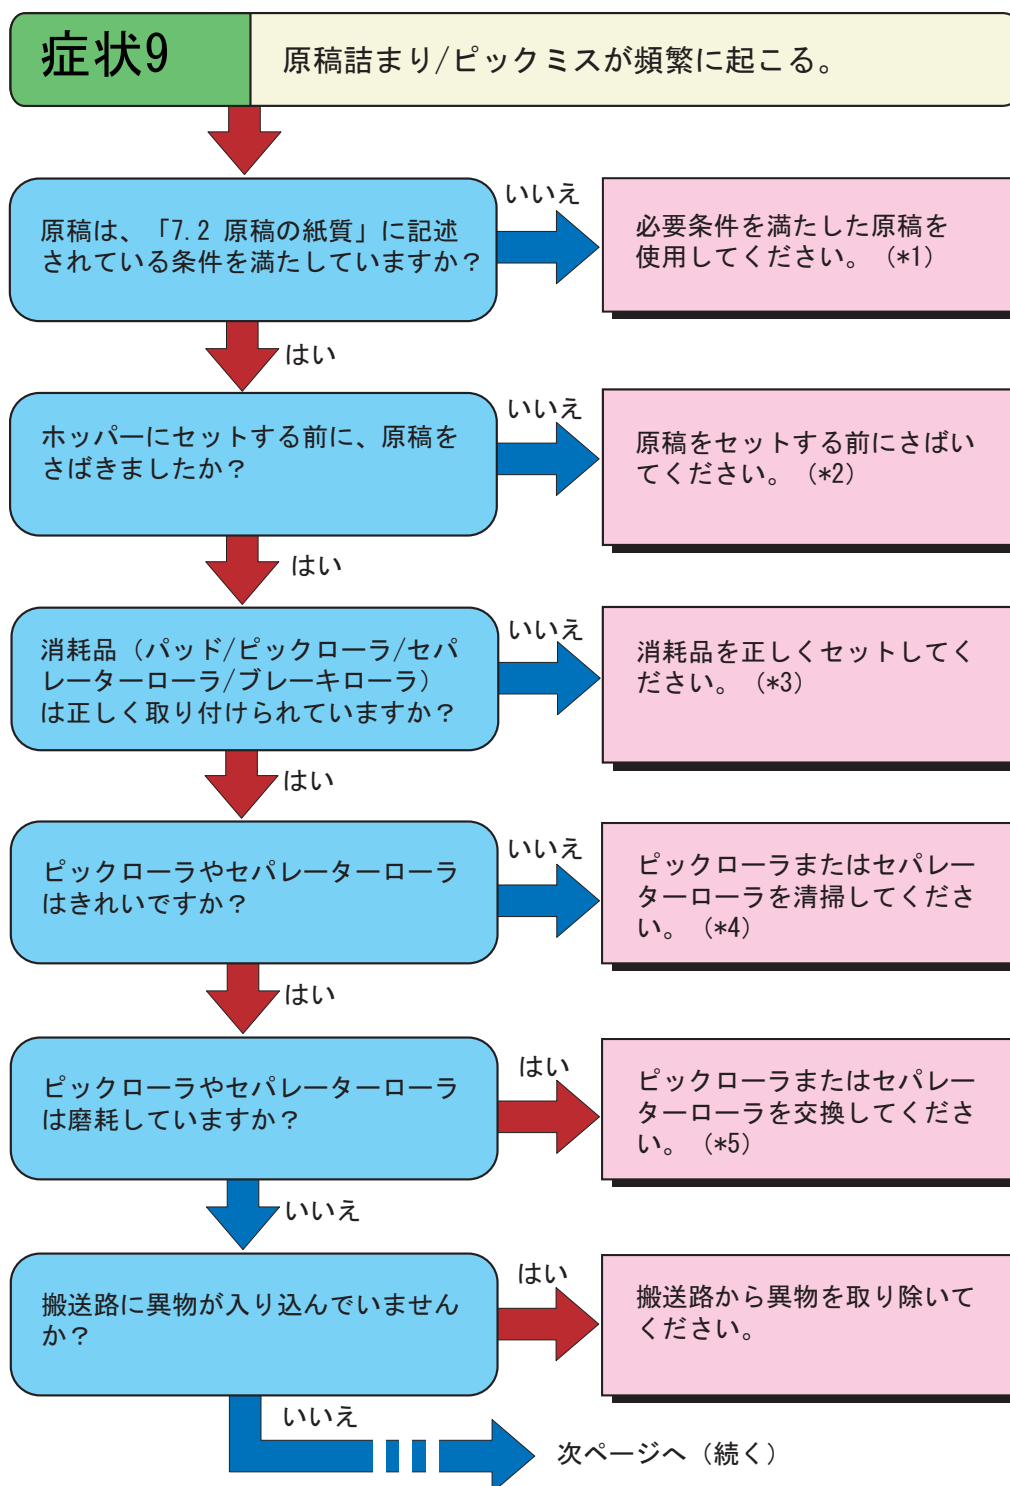 症状9
原稿詰まり/ピックミスが頻繁に起こる。
原稿は、「7.2 原稿の紙質」に記述
されている条件を満たしていますか？
いいえ
必要条件を満たした原稿を
使用してください。（*1）
はい
ホッパーにセットする前に、原稿を
さばきましたか？
いいえ
原稿をセットする前にさばい
てください。（*2）
はい
消耗品（パッド/ピックローラ/セパ
レーターローラ/ブレーキローラ）
は正しく取り付けられていますか？
いいえ
消耗品を正しくセットしてく
ださい。（*3）
はい
ピックローラやセパレーターローラ
はきれいですか？
いいえ
ピックローラまたはセパレー
ターローラを清掃してくださ
い。（*4）
はい
ピックローラやセパレーターローラ
は磨耗していますか？
はい
ピックローラまたはセパレー
ターローラを交換してくださ
い。（*5）
いいえ
搬送路に異物が入り込んでいません
か？
はい
搬送路から異物を取り除いて
ください。
いいえ
次ページへ（続く）